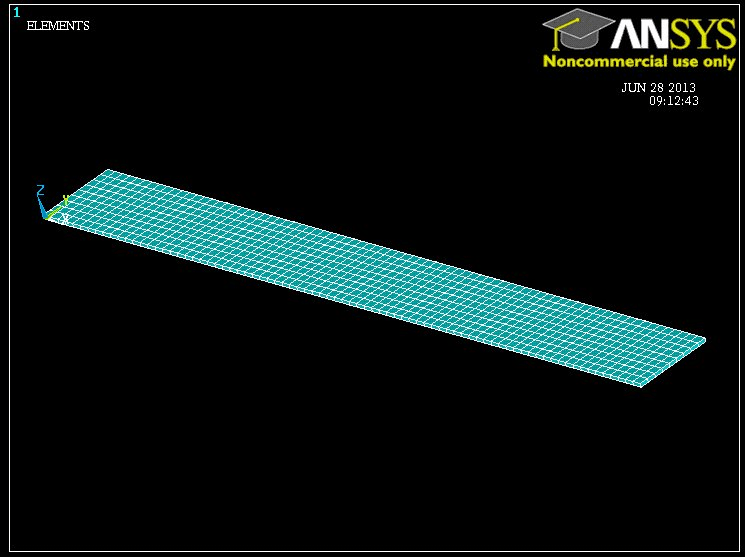 1
ELEMENTS
ANSYS
Noncommercial use only
JUN 28 2013
09:12:43
Z
Y
X